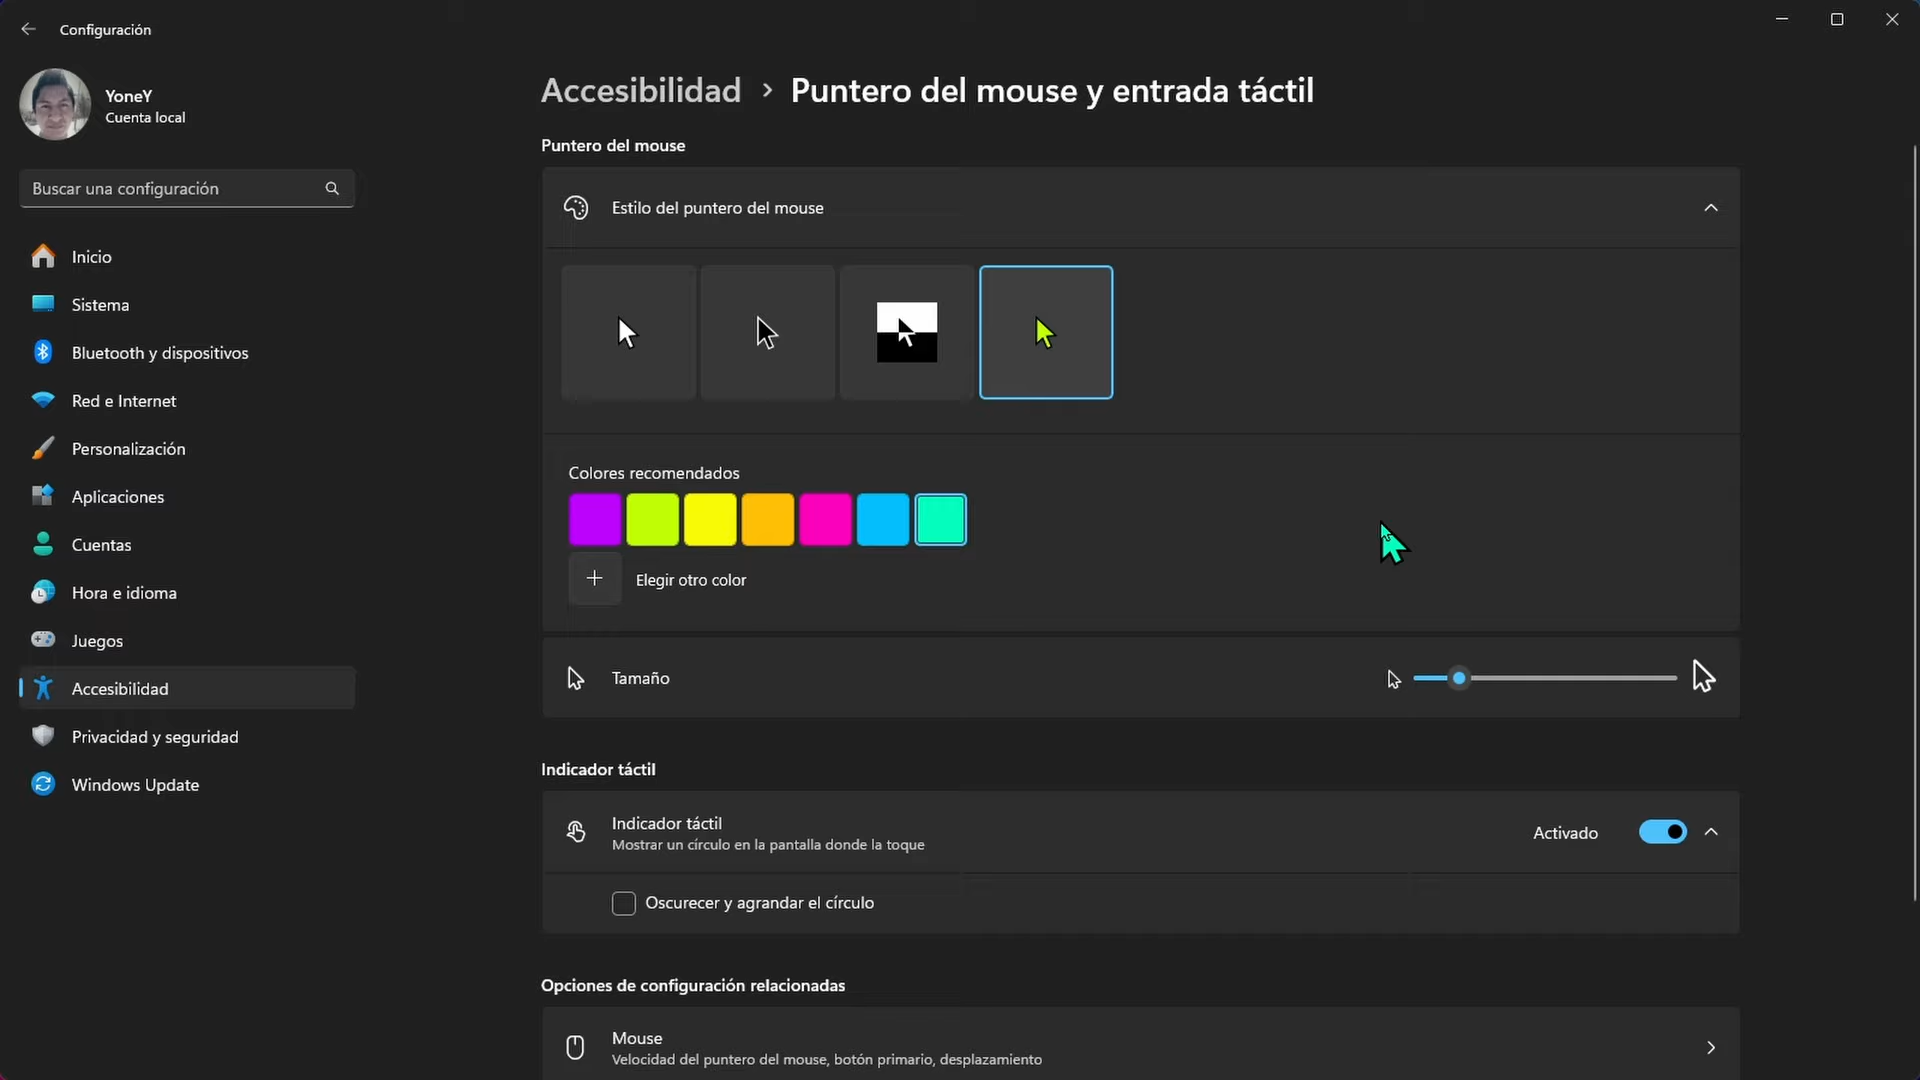 Configuración
YoneY
Cuenta local
Buscar una configuración
Inicio
Sistema
Bluetooth y dispositivos
Red e Internet
Personalización
Aplicaciones
Cuentas
Hora e idioma
Juegos
Accesibilidad
Privacidad y seguridad
Windows Update
Accesibilidad › Puntero del mouse y entrada táctil
Puntero del mouse
Estilo del puntero del mouse
Colores recomendados
Elegir otro color
Tamaño
Indicador táctil
Indicador táctil
Mostrar un círculo en la pantalla donde la toque
Activado
Oscurecer y agrandar el círculo
Opciones de configuración relacionadas
Mouse
Velocidad del puntero del mouse, botón primario, desplazamiento